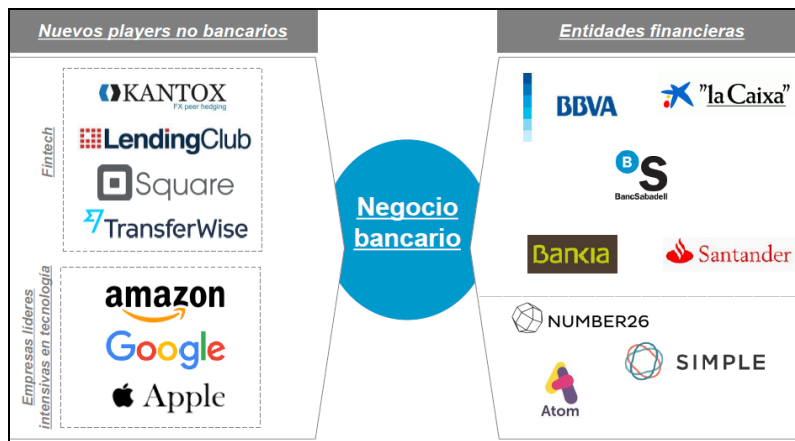 Nuevos players no bancarios
Entidades financieras
Fintech
KANTOX
FX peer hedging
LendingClub
Square
TransferWise
Empresas líderes
intensivas en tecnología
amazon
Google
Apple
Negocio
bancario
BBVA
"la Caixa"
B
S
BancSabadell
Bankia
Santander
NUMBER26
SIMPLE
Atom